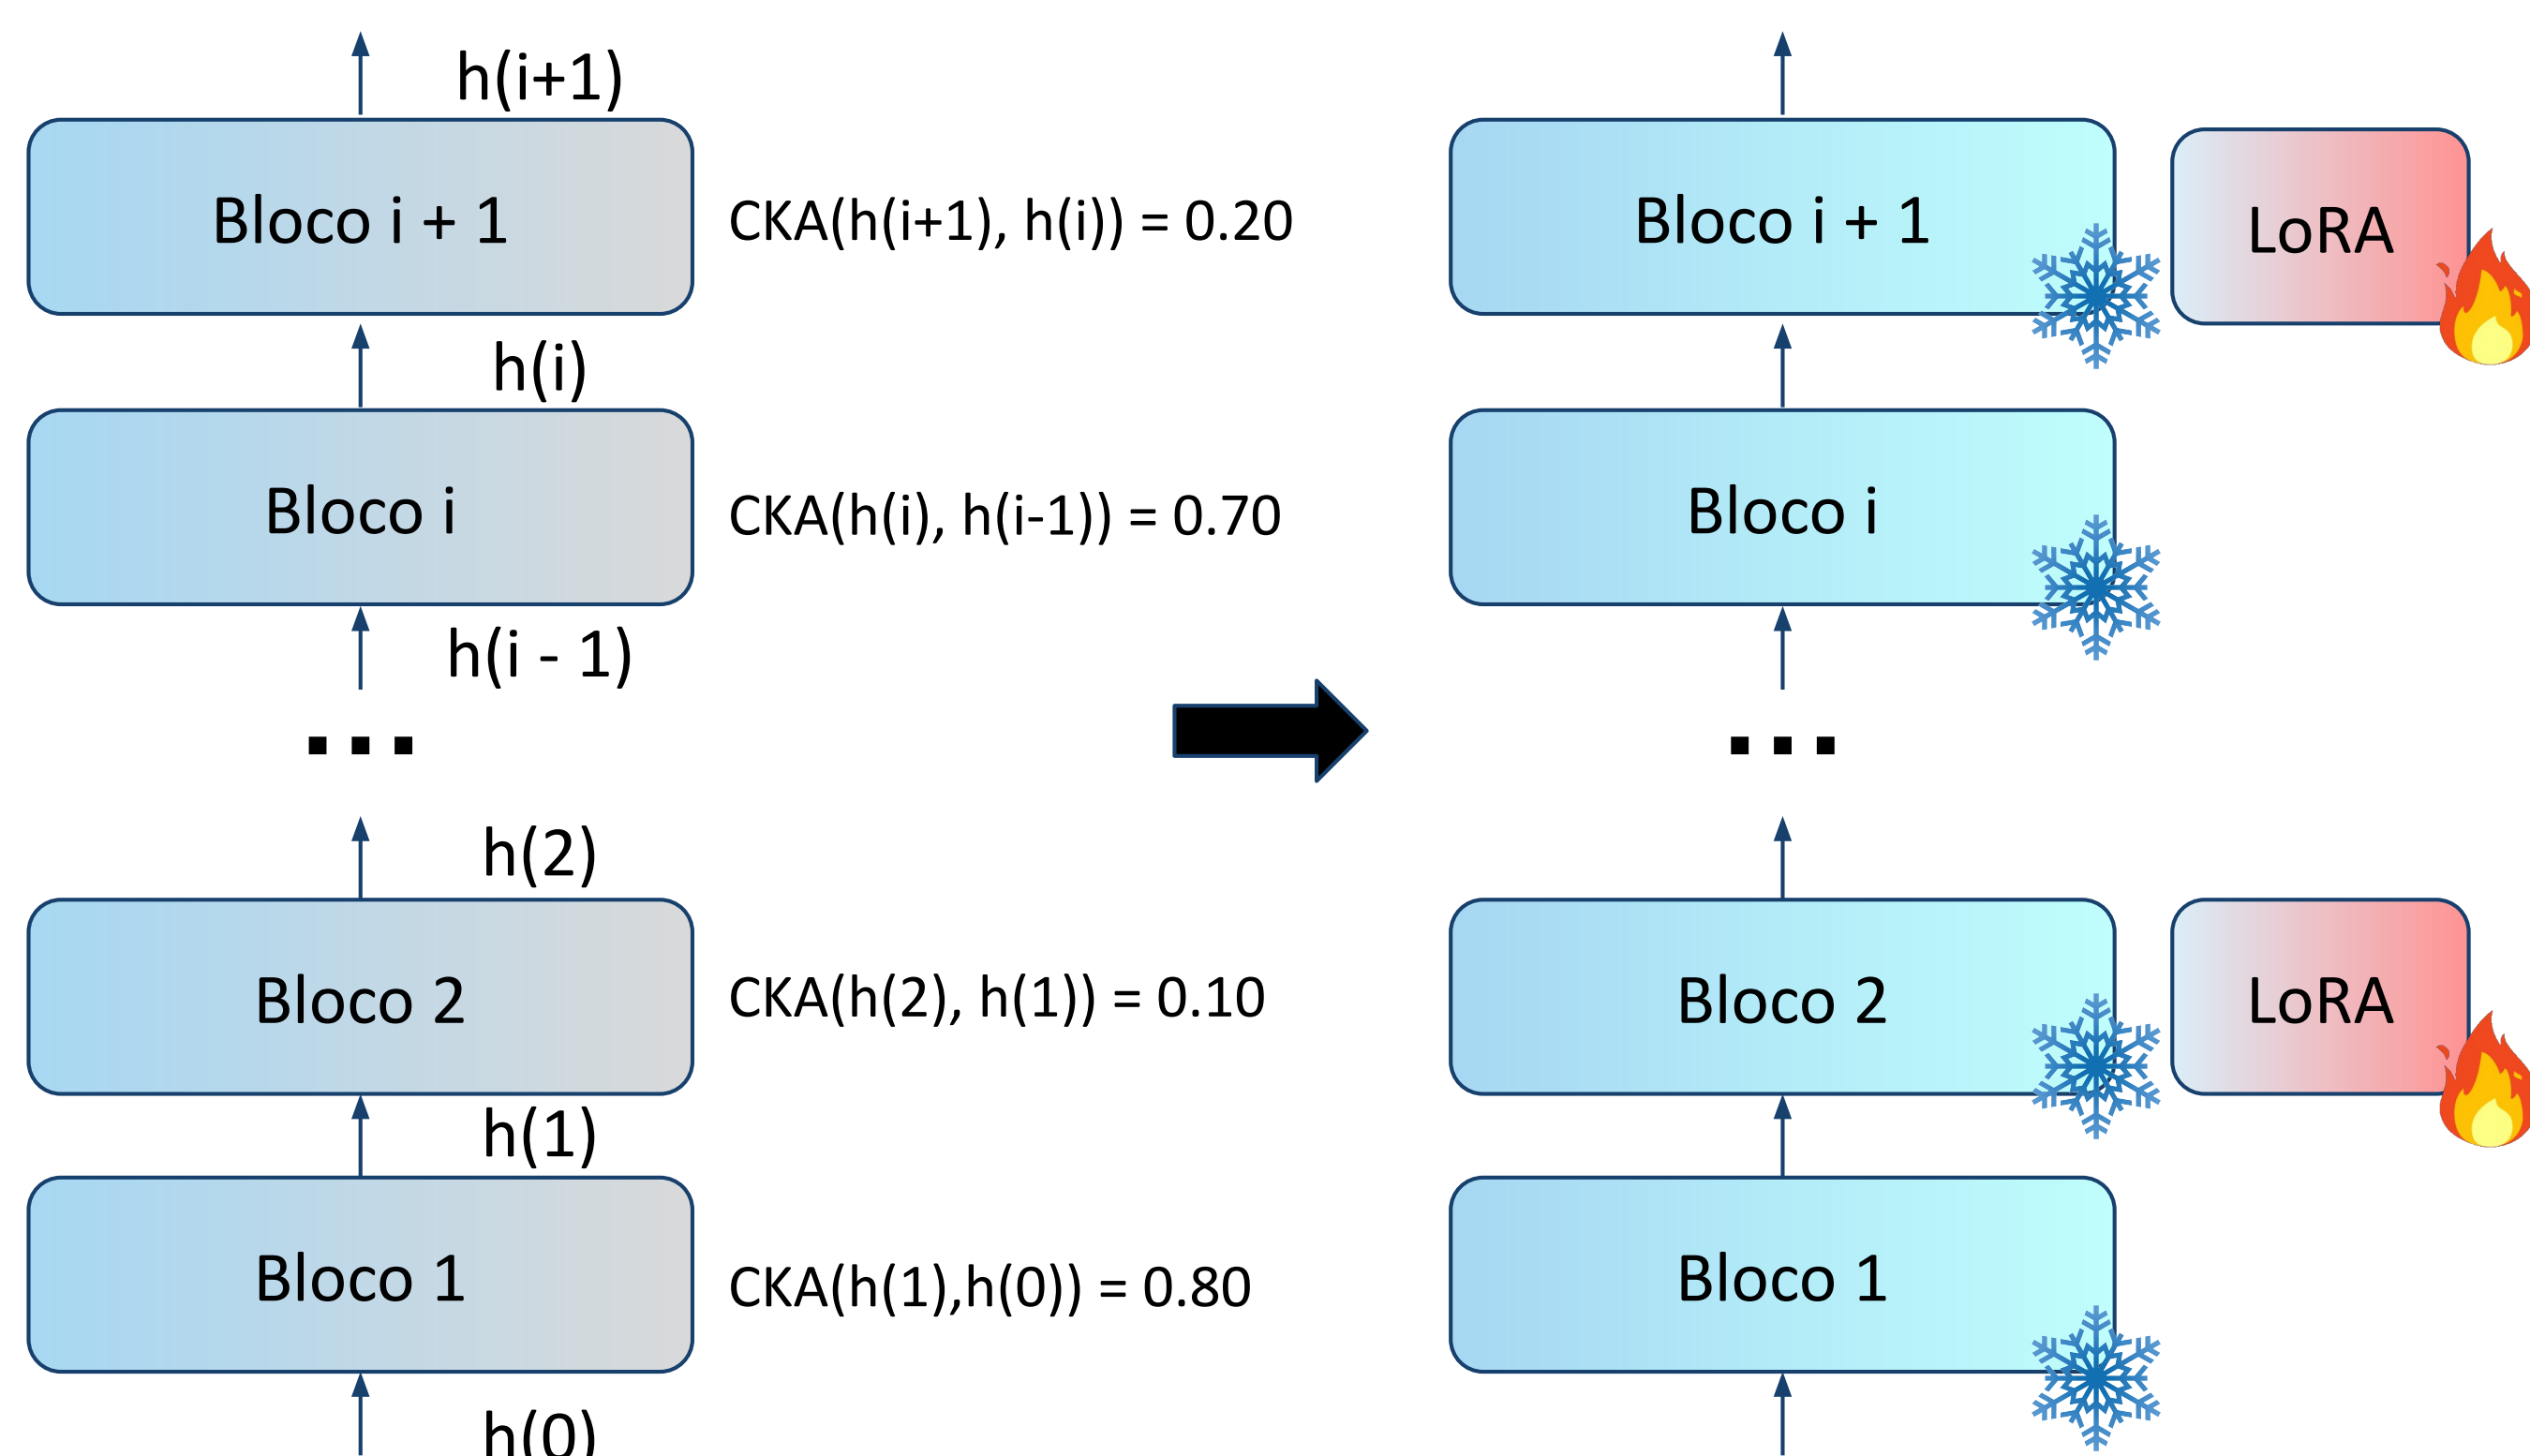 h(i+1)
Bloco i + 1
CKA(h(i+1), h(i)) = 0.20
h(i)
Bloco i
CKA(h(i), h(i-1)) = 0.70
h(i - 1)
...
h(2)
Bloco 2
CKA(h(2), h(1)) = 0.10
h(1)
Bloco 1
CKA(h(1),h(0)) = 0.80
h(0)
Bloco i + 1
LoRA
Bloco i
...
Bloco 2
LoRA
Bloco 1